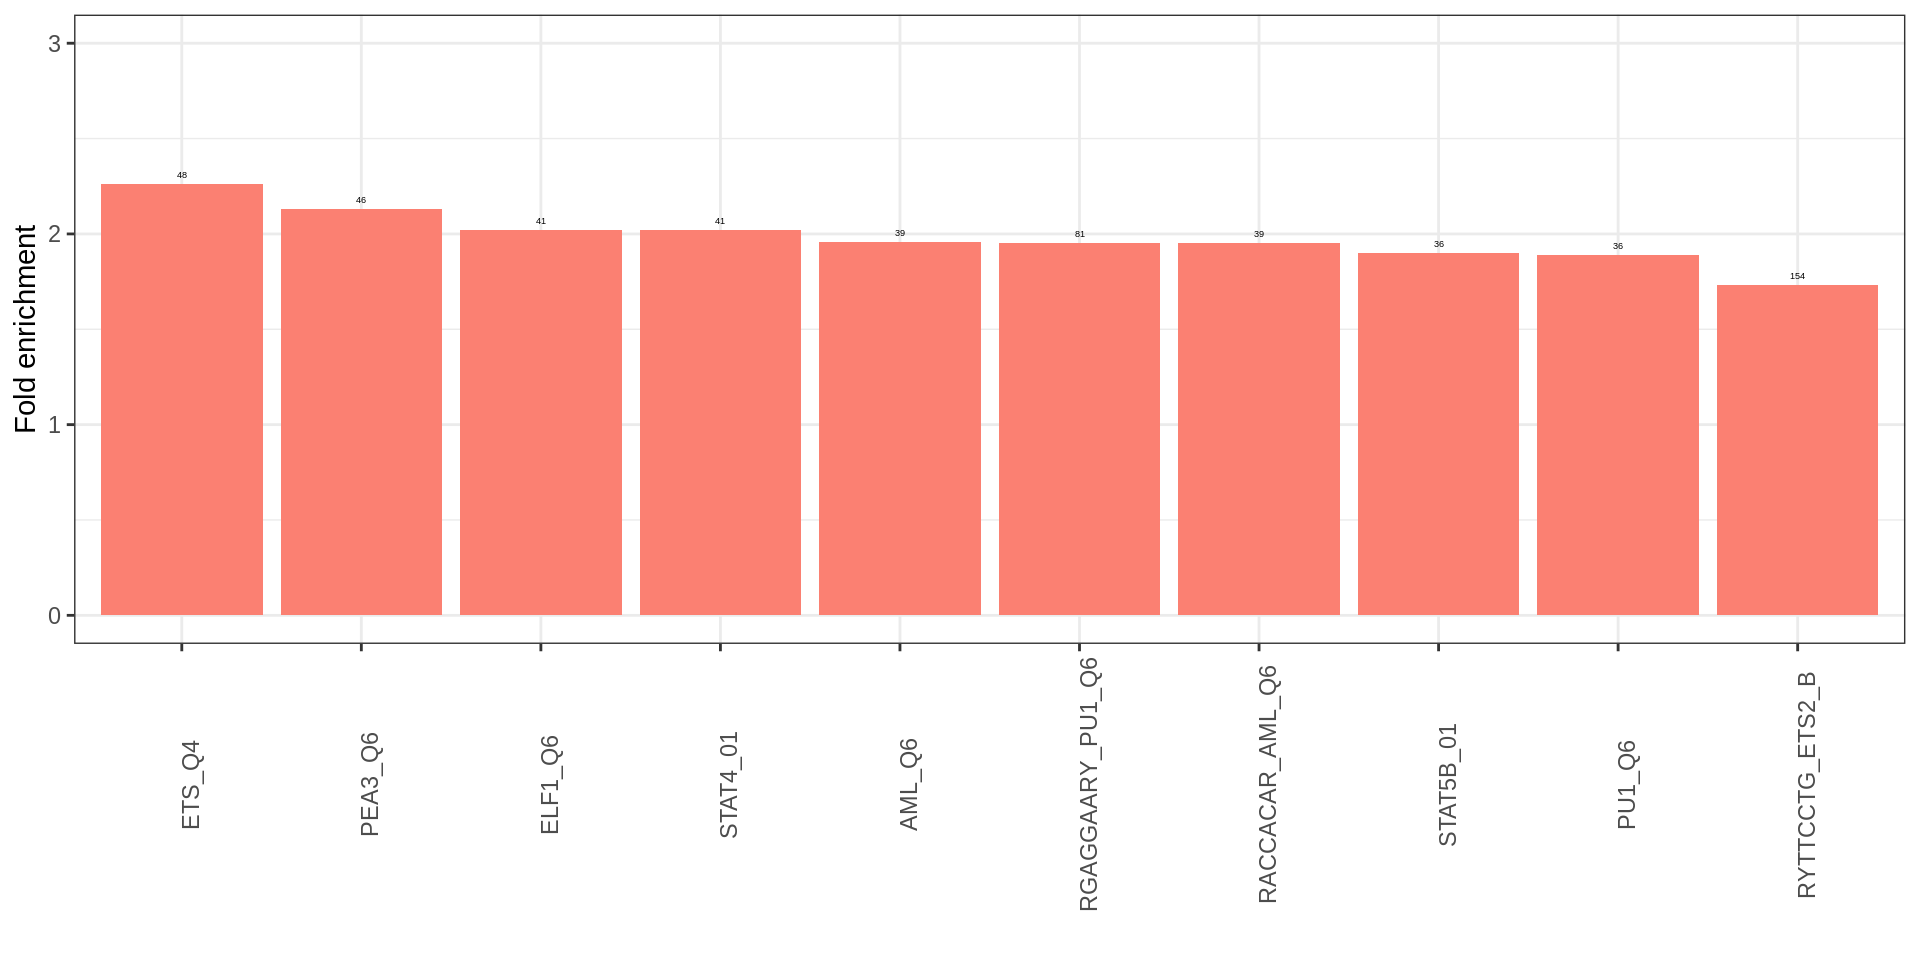 Fold enrichment
3
2
1
0
48
46
41
41
39
81
39
36
36
154
ETS_Q4
PEA3_Q6
ELF1_Q6
STAT4_01
AML_Q6
RGAGGAARY_PU1_Q6
RACCACAR_AML_Q6
STAT5B_01
PU1_Q6
RYTTCCTG_ETS2_B